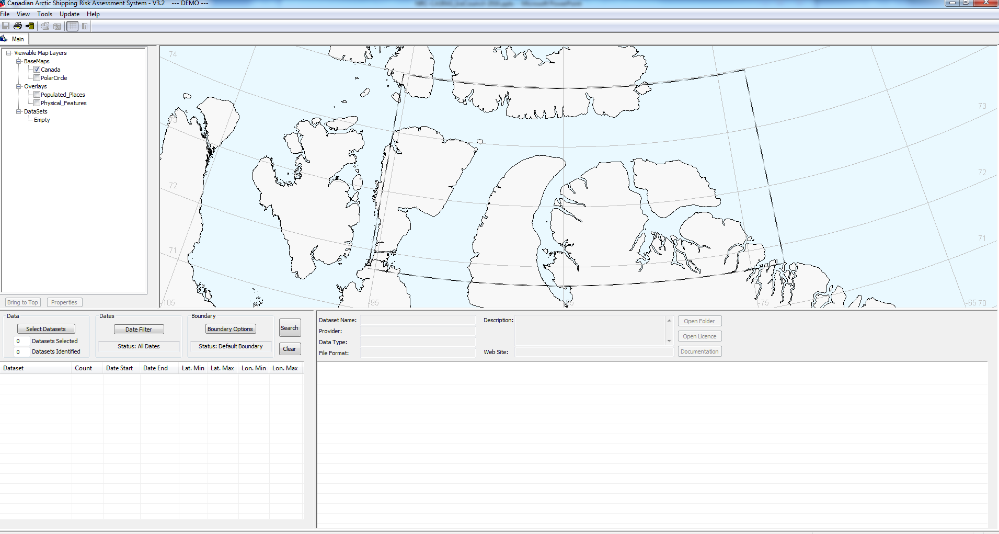 Canadian Arctic Shipping Risk Assessment System - V3.2 --- DEMO ---
File View Tools Update Help
Main
Viewable Map Layers
BaseMaps
Canada
PolarCircle
Overlays
Populated_Places
Physical_Features
DataSets
Empty
Bring to Top Properties
74
73
72
71
-105
-95
-75
-65 70
73
72
71
Data
Select Datasets
0 Datasets Selected
0 Datasets Identified
Dates
Date Filter
Status: All Dates
Boundary
Boundary Options
Status: Default Boundary
Search
Clear
Dataset Count Date Start Date End Lat. Min Lat. Max Lon. Min Lon. Max
Dataset Name:
Provider:
Data Type:
File Format:
Description:
Web Site:
Open Folder
Open Licence
Documentation